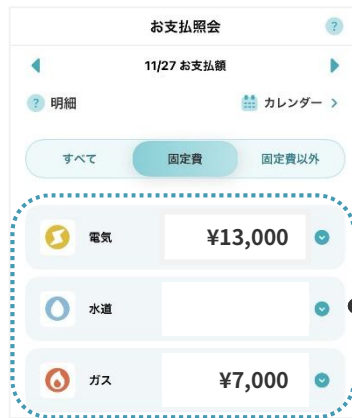 お支払照会
?
11/27 お支払額
? 明細
カレンダー
すべて
固定費
固定費以外
電気
¥13,000
水道
ガス
¥7,000